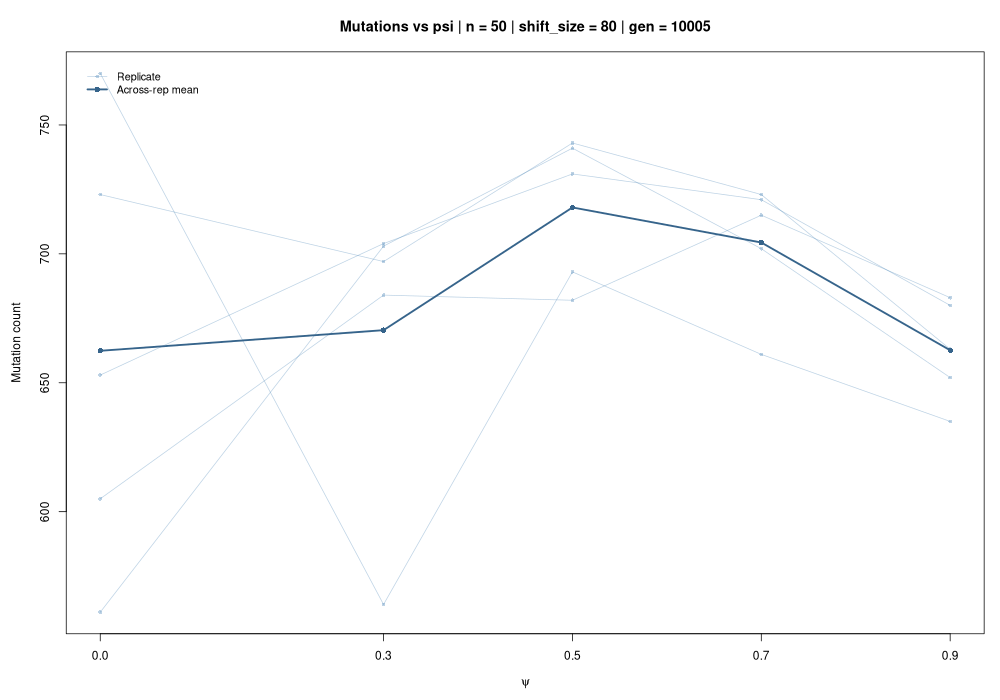 Mutations vs psi | n = 50 | shift_size = 80 | gen = 10005
Replicate
Across-rep mean
750
700
650
600
Mutation count
0.0 0.3 0.5 0.7 0.9
ψ